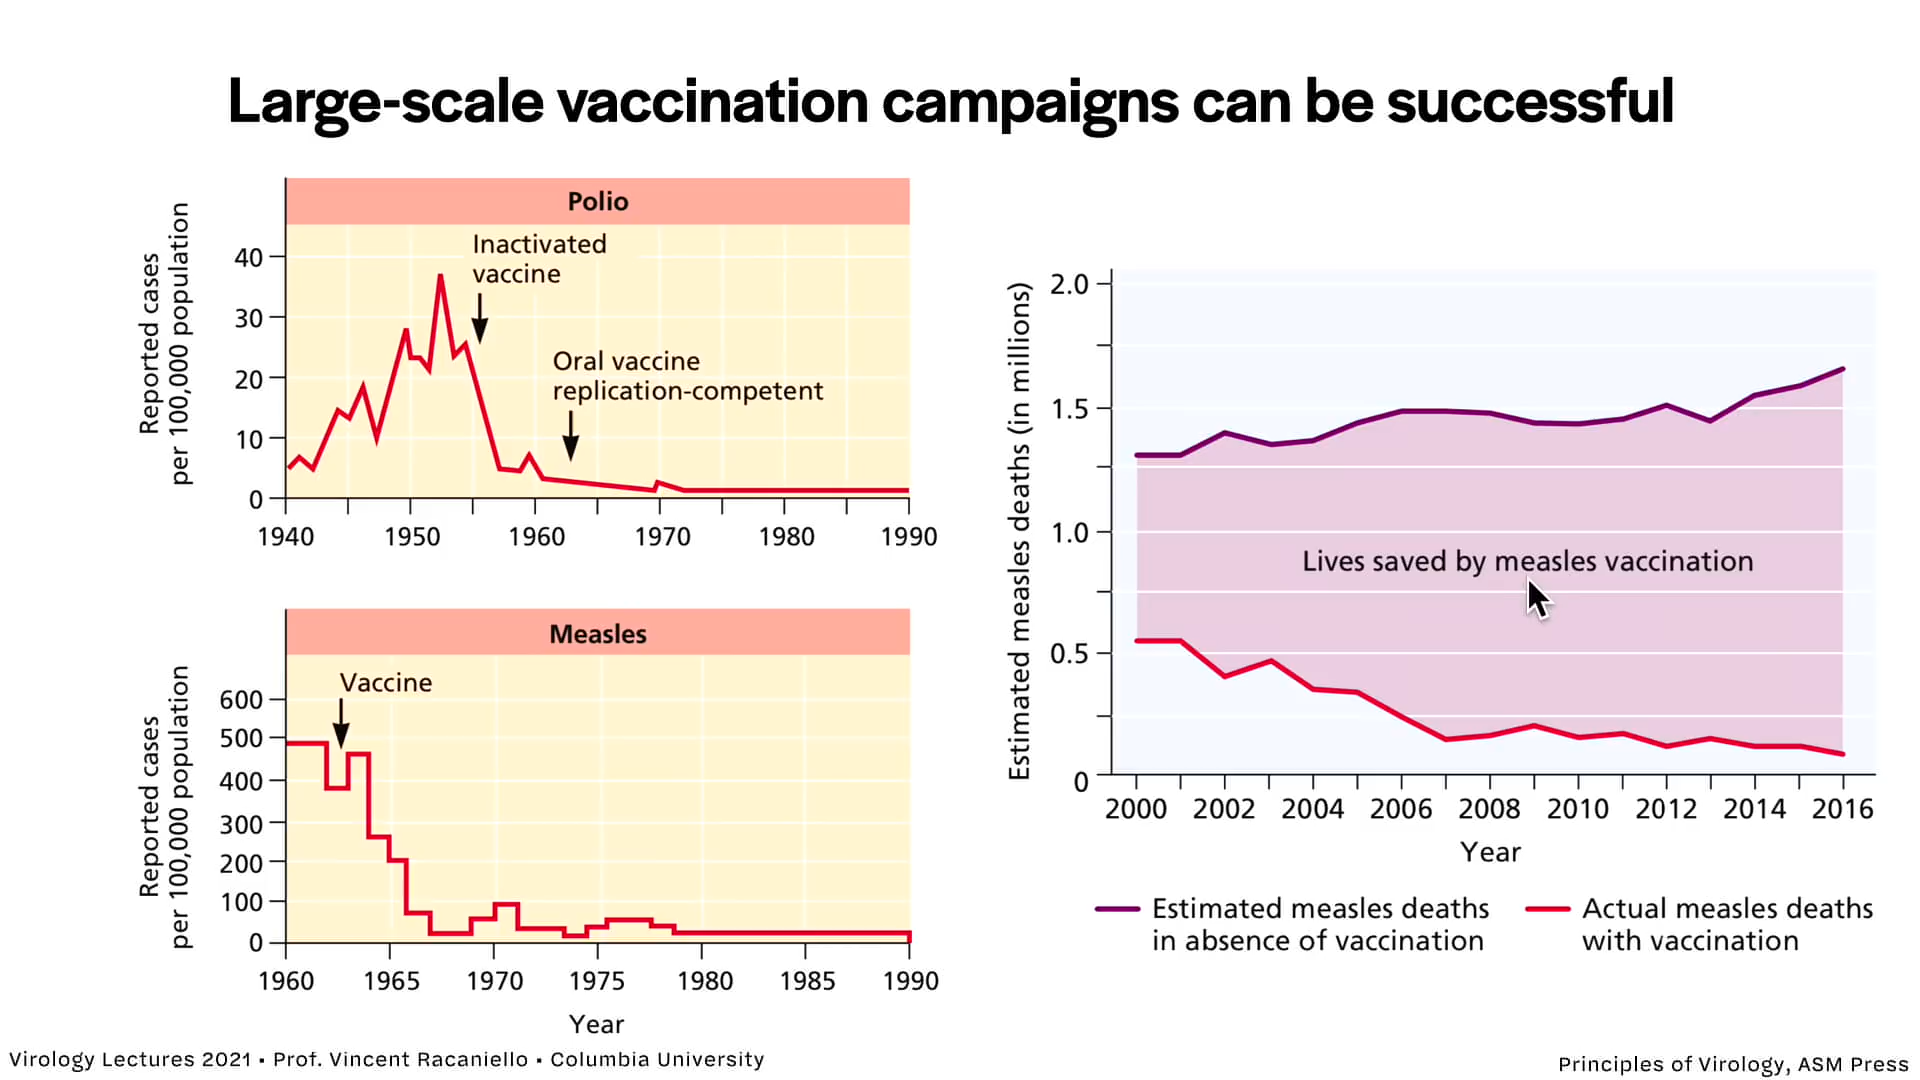 Large-scale vaccination campaigns can be successful
Polio
Reported cases
per 100,000 population
40
30
20
10
0
Inactivated
vaccine
Oral vaccine
replication-competent
1940 1950 1960 1970 1980 1990
Measles
Reported cases
per 100,000 population
600
500
400
300
200
100
0
Vaccine
1960 1965 1970 1975 1980 1985 1990
Year
Estimated measles deaths (in millions)
2.0
1.5
1.0
0.5
0
Lives saved by measles vaccination
2000 2002 2004 2006 2008 2010 2012 2014 2016
Year
Estimated measles deaths
in absence of vaccination
Actual measles deaths
with vaccination
Virology Lectures 2021 • Prof. Vincent Racaniello • Columbia University
Principles of Virology, ASM Press